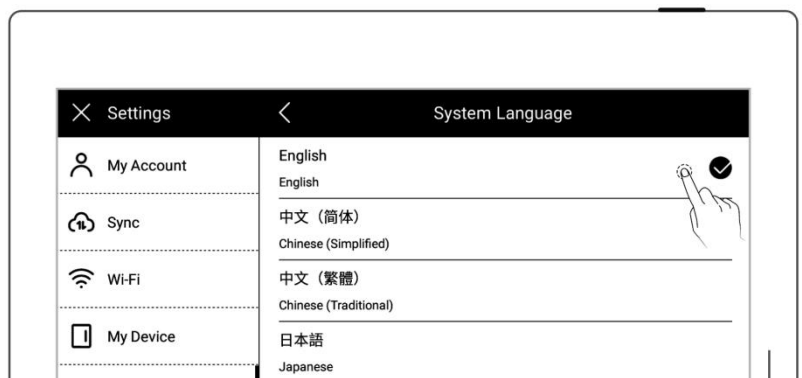 Settings
System Language
My Account
Sync
Wi-Fi
My Device
English
English
中文（简体）
Chinese (Simplified)
中文（繁體）
Chinese (Traditional)
日本語
Japanese